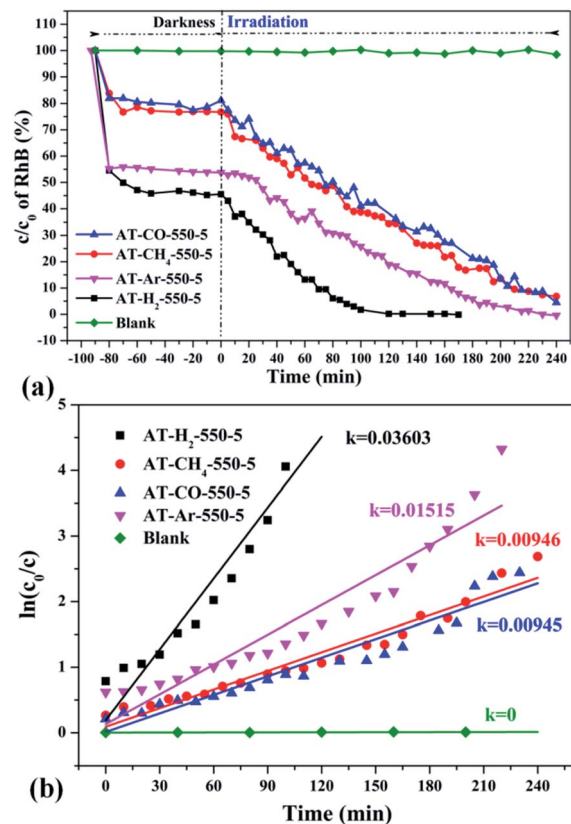 Darkness Irradiation
110
100
90
80
70
60
50
40
30
20
10
0
-10
c/c₀ of RhB (%)
AT-CO-550-5
AT-CH₄-550-5
AT-Ar-550-5
AT-H₂-550-5
Blank
-100 -80 -60 -40 -20 0 20 40 60 80 100 120 140 160 180 200 220 240
Time (min)
(a)
5
4
3
2
1
0
ln(c₀/c)
AT-H₂-550-5
AT-CH₄-550-5
AT-CO-550-5
AT-Ar-550-5
Blank
k=0.03603
k=0.01515
k=0.00946
k=0.00945
k=0
0 30 60 90 120 150 180 210 240
Time (min)
(b)